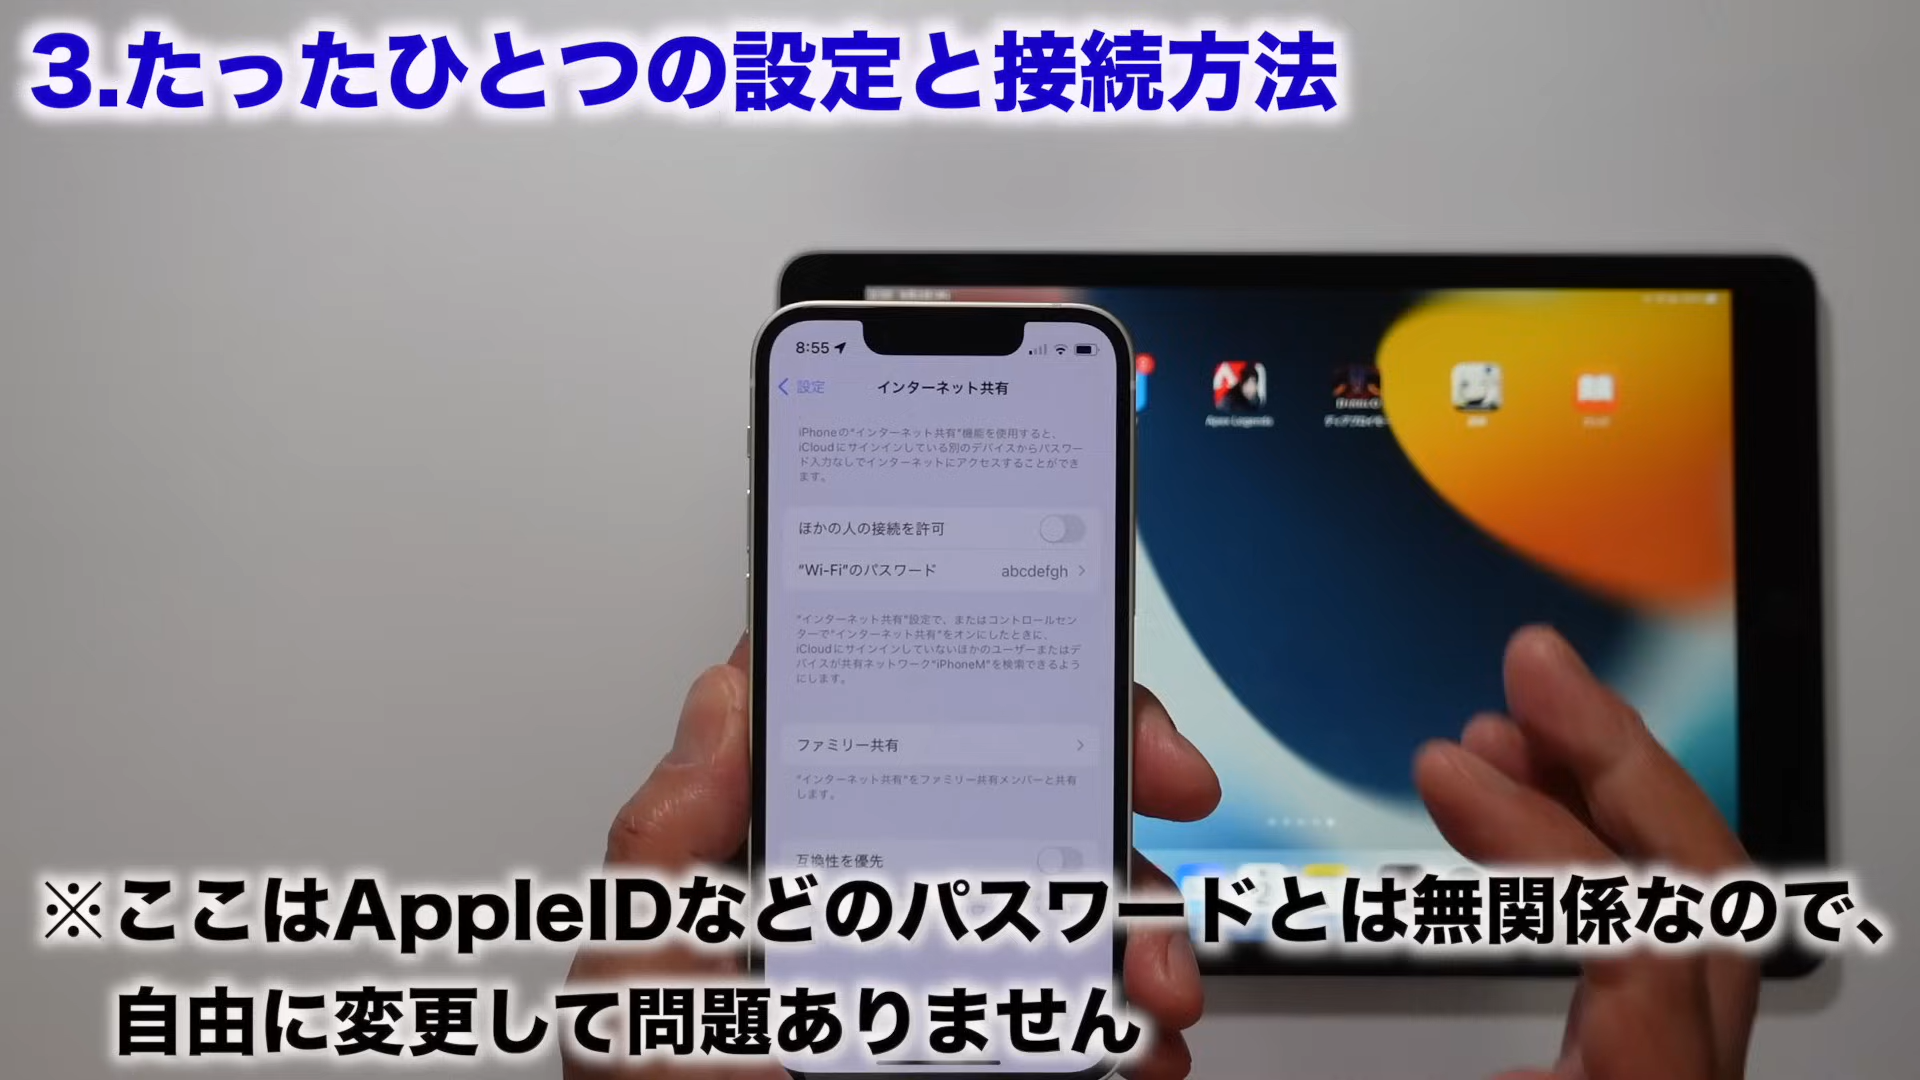 3.たったひとつの設定と接続方法
8:55
設定
インターネット共有
iPhoneの"インターネット共有"機能を使用すると、
iCloudにサインインしている別のデバイスからパスワー
ド入力なしでインターネットにアクセスすることができ
ます。
ほかの人の接続を許可
"Wi-Fi"のパスワード abcdefgh
"インターネット共有"設定で、またはコントロールセン
ターで"インターネット共有"をオンにしたときに、
iCloudにサインインしていないほかのユーザーまたはデ
バイスが共有ネットワーク"iPhoneM"を検索できるよう
にします。
ファミリー共有
"インターネット共有"をファミリー共有メンバーと共有
します。
互換性を優先
Apex Legends
DIABLO
※ここはAppleIDなどのパスワードとは無関係なので、
自由に変更して問題ありません